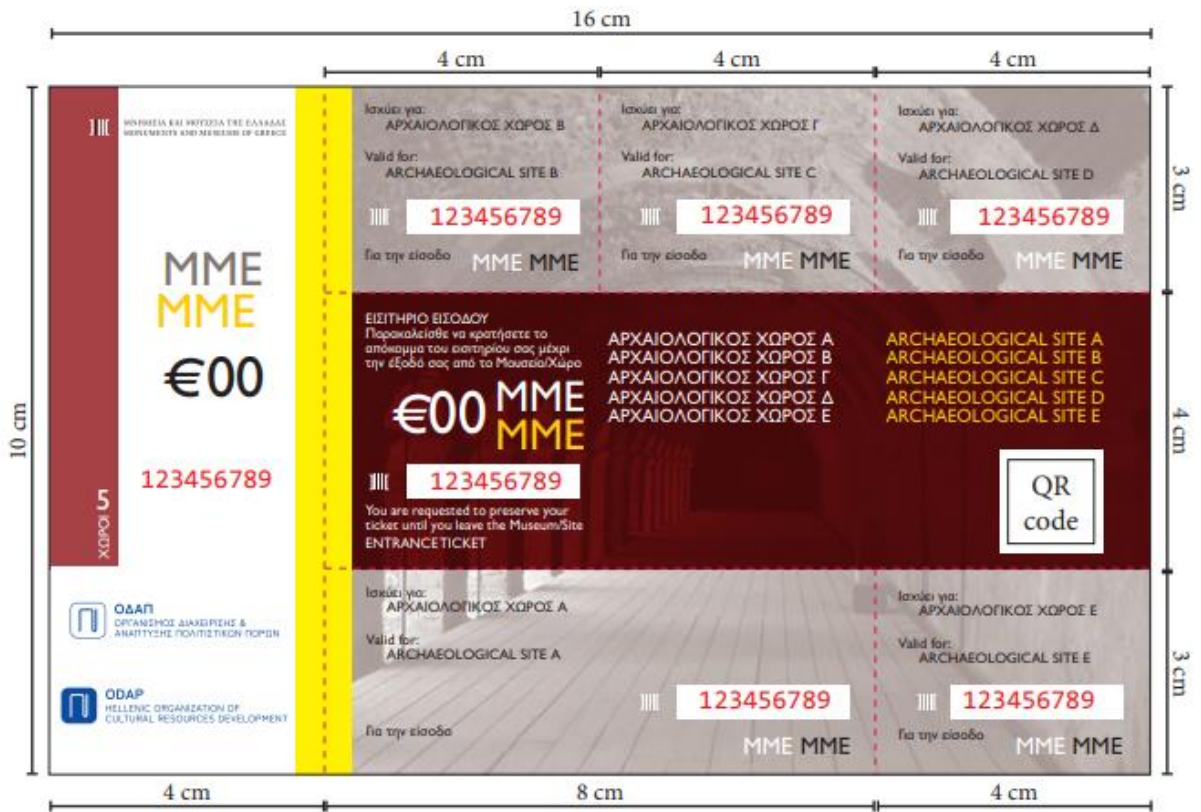 16 cm
4 cm
4 cm
4 cm
10 cm
ΜΝΗΜΕΙΑ ΚΑΙ ΜΟΥΣΕΙΑ ΤΗΣ ΕΛΛΑΔΑΣ
MONUMENTS AND MUSEUMS OF GREECE
MME
MME
€00
123456789
ΧΩΡΟΙ 5
ΟΔΑΠ
ΟΡΓΑΝΙΣΜΟΣ ΔΙΑΧΕΙΡΙΣΗΣ &
ΑΝΑΠΤΥΞΗΣ ΠΟΛΙΤΙΣΤΙΚΩΝ ΠΟΡΩΝ
ODAP
HELLENIC ORGANIZATION OF
CULTURAL RESOURCES DEVELOPMENT
Ισχύει για:
ΑΡΧΑΙΟΛΟΓΙΚΟΣ ΧΩΡΟΣ Β
Valid for:
ARCHAEOLOGICAL SITE B
123456789
Για την είσοδο
MME MME
Ισχύει για:
ΑΡΧΑΙΟΛΟΓΙΚΟΣ ΧΩΡΟΣ Γ
Valid for:
ARCHAEOLOGICAL SITE C
123456789
Για την είσοδο
MME MME
Ισχύει για:
ΑΡΧΑΙΟΛΟΓΙΚΟΣ ΧΩΡΟΣ Δ
Valid for:
ARCHAEOLOGICAL SITE D
123456789
Για την είσοδο
MME MME
3 cm
ΕΙΣΙΤΗΡΙΟ ΕΙΣΟΔΟΥ
Παρακαλείσθε να κρατήσετε το
απόκομμα του εισιτηρίου σας μέχρι
την έξοδό σας από το Μουσείο/Χώρο
€00 MME
MME
123456789
You are requested to preserve your
ticket until you leave the Museum/Site
ENTRANCETICKET
ΑΡΧΑΙΟΛΟΓΙΚΟΣ ΧΩΡΟΣ Α
ΑΡΧΑΙΟΛΟΓΙΚΟΣ ΧΩΡΟΣ Β
ΑΡΧΑΙΟΛΟΓΙΚΟΣ ΧΩΡΟΣ Γ
ΑΡΧΑΙΟΛΟΓΙΚΟΣ ΧΩΡΟΣ Δ
ΑΡΧΑΙΟΛΟΓΙΚΟΣ ΧΩΡΟΣ Ε
ARCHAEOLOGICAL SITE A
ARCHAEOLOGICAL SITE B
ARCHAEOLOGICAL SITE C
ARCHAEOLOGICAL SITE D
ARCHAEOLOGICAL SITE E
QR
code
4 cm
Ισχύει για:
ΑΡΧΑΙΟΛΟΓΙΚΟΣ ΧΩΡΟΣ Α
Valid for:
ARCHAEOLOGICAL SITE A
123456789
Για την είσοδο
MME MME
Ισχύει για:
ΑΡΧΑΙΟΛΟΓΙΚΟΣ ΧΩΡΟΣ Ε
Valid for:
ARCHAEOLOGICAL SITE E
123456789
Για την είσοδο
MME MME
3 cm
4 cm
8 cm
4 cm